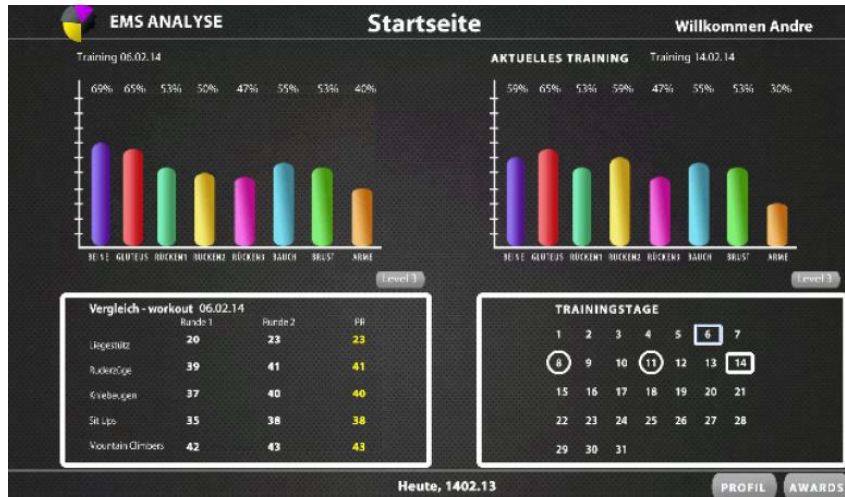 EMS ANALYSE
Startseite
Willkommen Andre
Training 06.02.14
69% 65% 53% 50% 47% 55% 53% 40%
BEINE GLUTEUS RÜCKEN1 RÜCKEN2 RÜCKEN3 BAUCH BRUST ARME
Level 3
AKTUELLES TRAINING Training 14.02.14
59% 65% 53% 59% 47% 55% 53% 30%
BEINE GLUTEUS RÜCKEN1 RÜCKEN2 RÜCKEN3 BAUCH BRUST ARME
Level 3
Vergleich - workout 06.02.14
Runde 1 Runde 2 PR
Liegestütz 20 23 23
Ruderzüge 39 41 41
Kniebeugen 37 40 40
Sit Ups 35 38 38
Mountain Climbers 42 43 43
TRAININGSTAGE
1 2 3 4 5 6 7
8 9 10 11 12 13 14
15 16 17 18 19 20 21
22 23 24 25 26 27 28
29 30 31
Heute, 1402.13
PROFIL
AWARDS